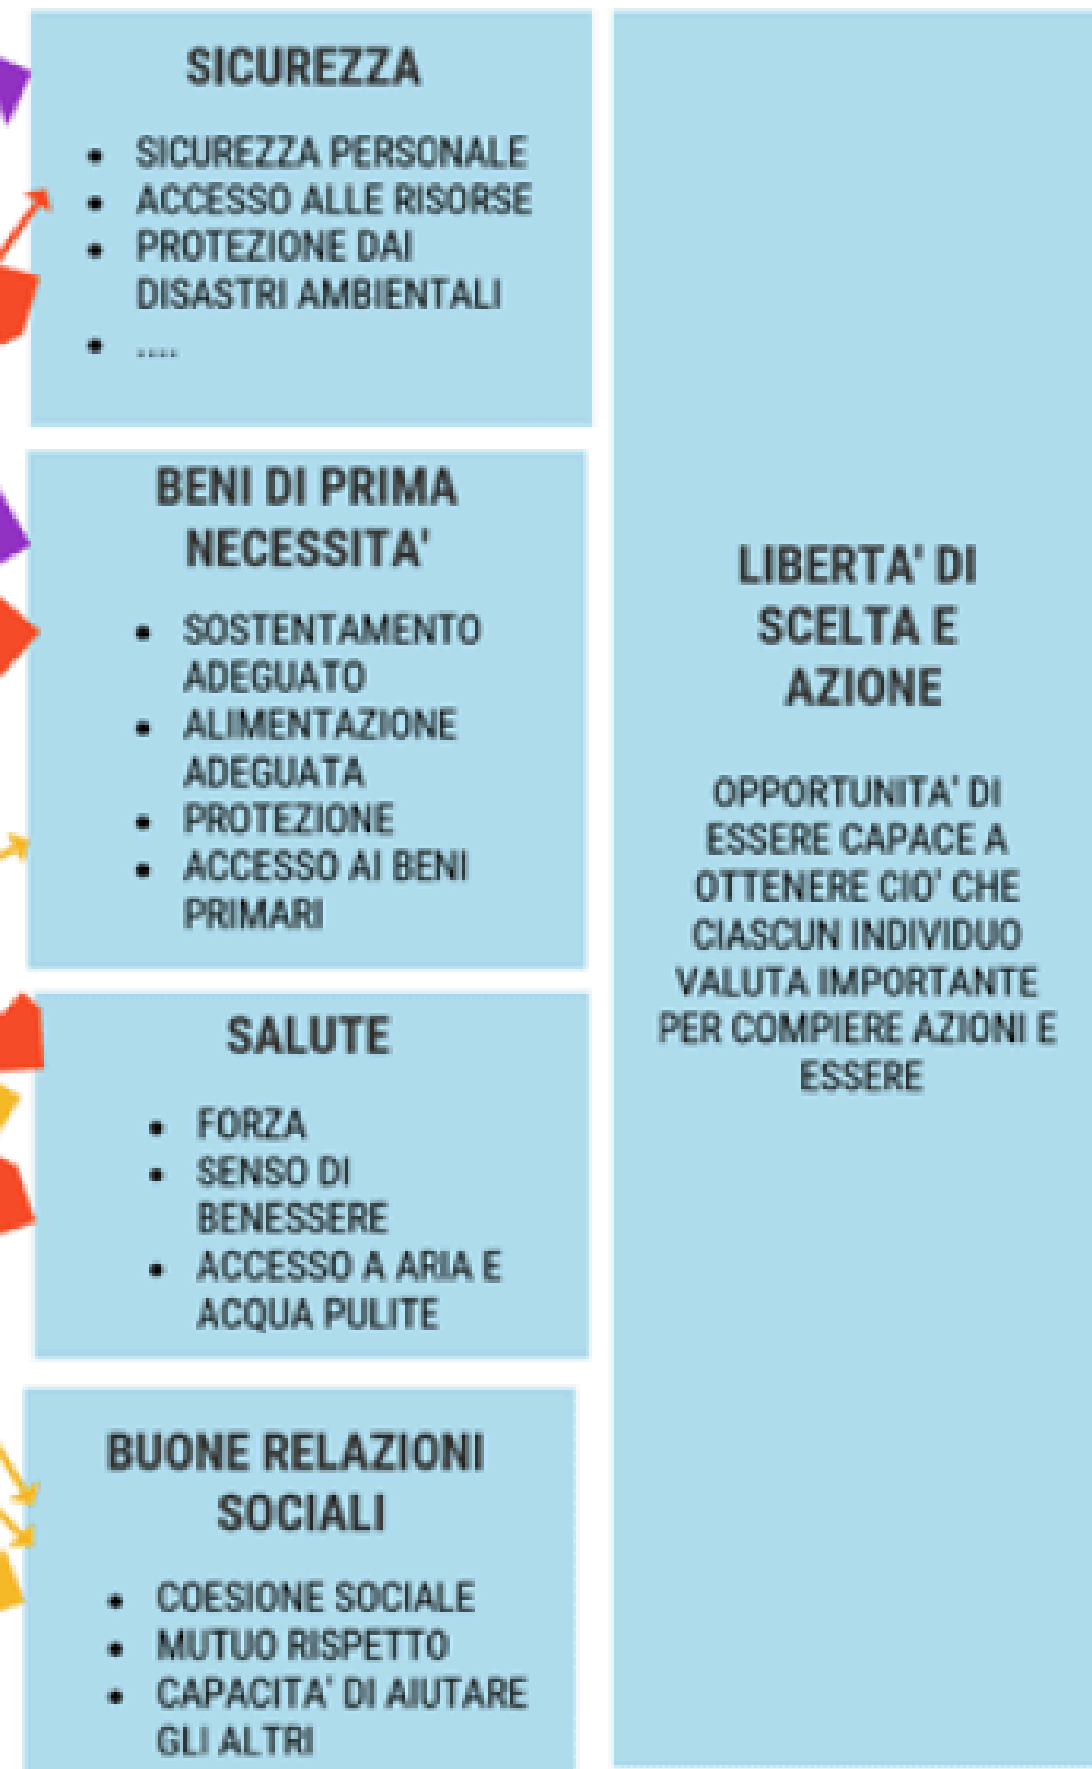 SICUREZZA
• SICUREZZA PERSONALE
• ACCESSO ALLE RISORSE
• PROTEZIONE DAI
DISASTRI AMBIENTALI
• ....
BENI DI PRIMA
NECESSITA'
• SOSTENTAMENTO
ADEGUATO
• ALIMENTAZIONE
ADEGUATA
• PROTEZIONE
• ACCESSO AI BENI
PRIMARI
SALUTE
• FORZA
• SENSO DI
BENESSERE
• ACCESSO A ARIA E
ACQUA PULITE
BUONE RELAZIONI
SOCIALI
• COESIONE SOCIALE
• MUTUO RISPETTO
• CAPACITA' DI AIUTARE
GLI ALTRI
LIBERTA' DI
SCELTA E
AZIONE
OPPORTUNITA' DI
ESSERE CAPACE A
OTTENERE CIO' CHE
CIASCUN INDIVIDUO
VALUTA IMPORTANTE
PER COMPIERE AZIONI E
ESSERE